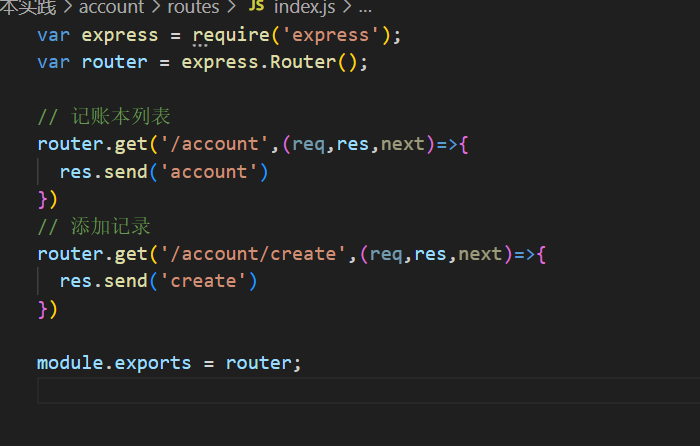 本实践 > account > routes > JS index.js > ...
var express = require('express');
var router = express.Router();
// 记账本列表
router.get('/account',(req,res,next)=>{
  res.send('account')
})
// 添加记录
router.get('/account/create',(req,res,next)=>{
  res.send('create')
})
module.exports = router;